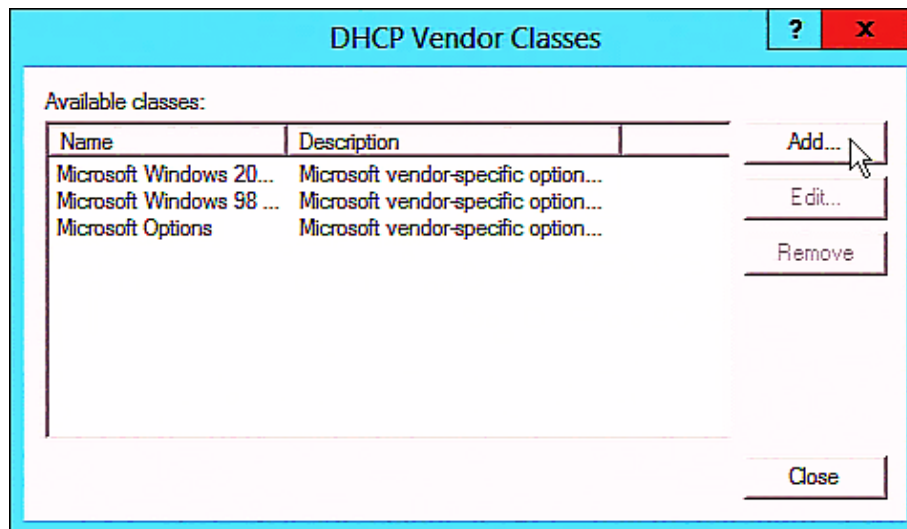 DHCP Vendor Classes
?
x
Available classes:
Name Description
Add...
Microsoft Windows 20... Microsoft vendor-specific option...
Microsoft Windows 98 ... Microsoft vendor-specific option...
Edit...
Microsoft Options Microsoft vendor-specific option...
Remove
Close